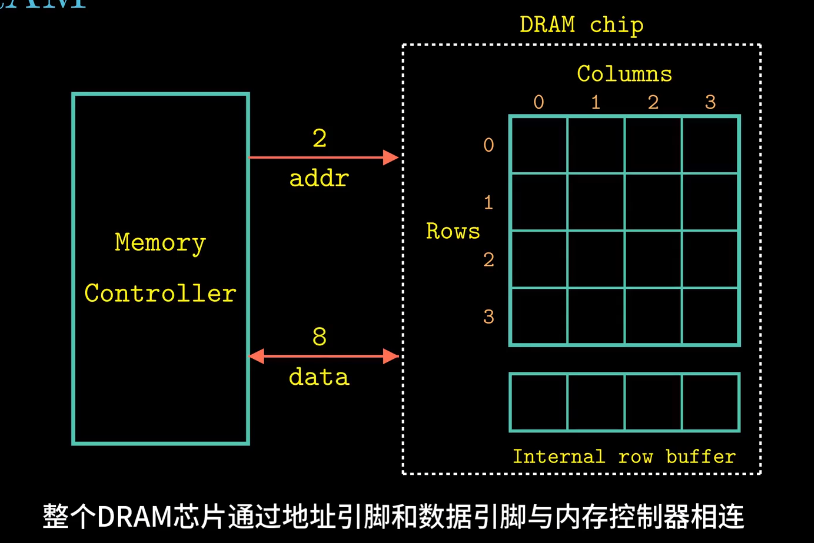 DRAM chip
Columns
0 1 2 3
2
addr
0
1
Rows
2
3
Memory
Controller
8
data
Internal row buffer
整个DRAM芯片通过地址引脚和数据引脚与内存控制器相连